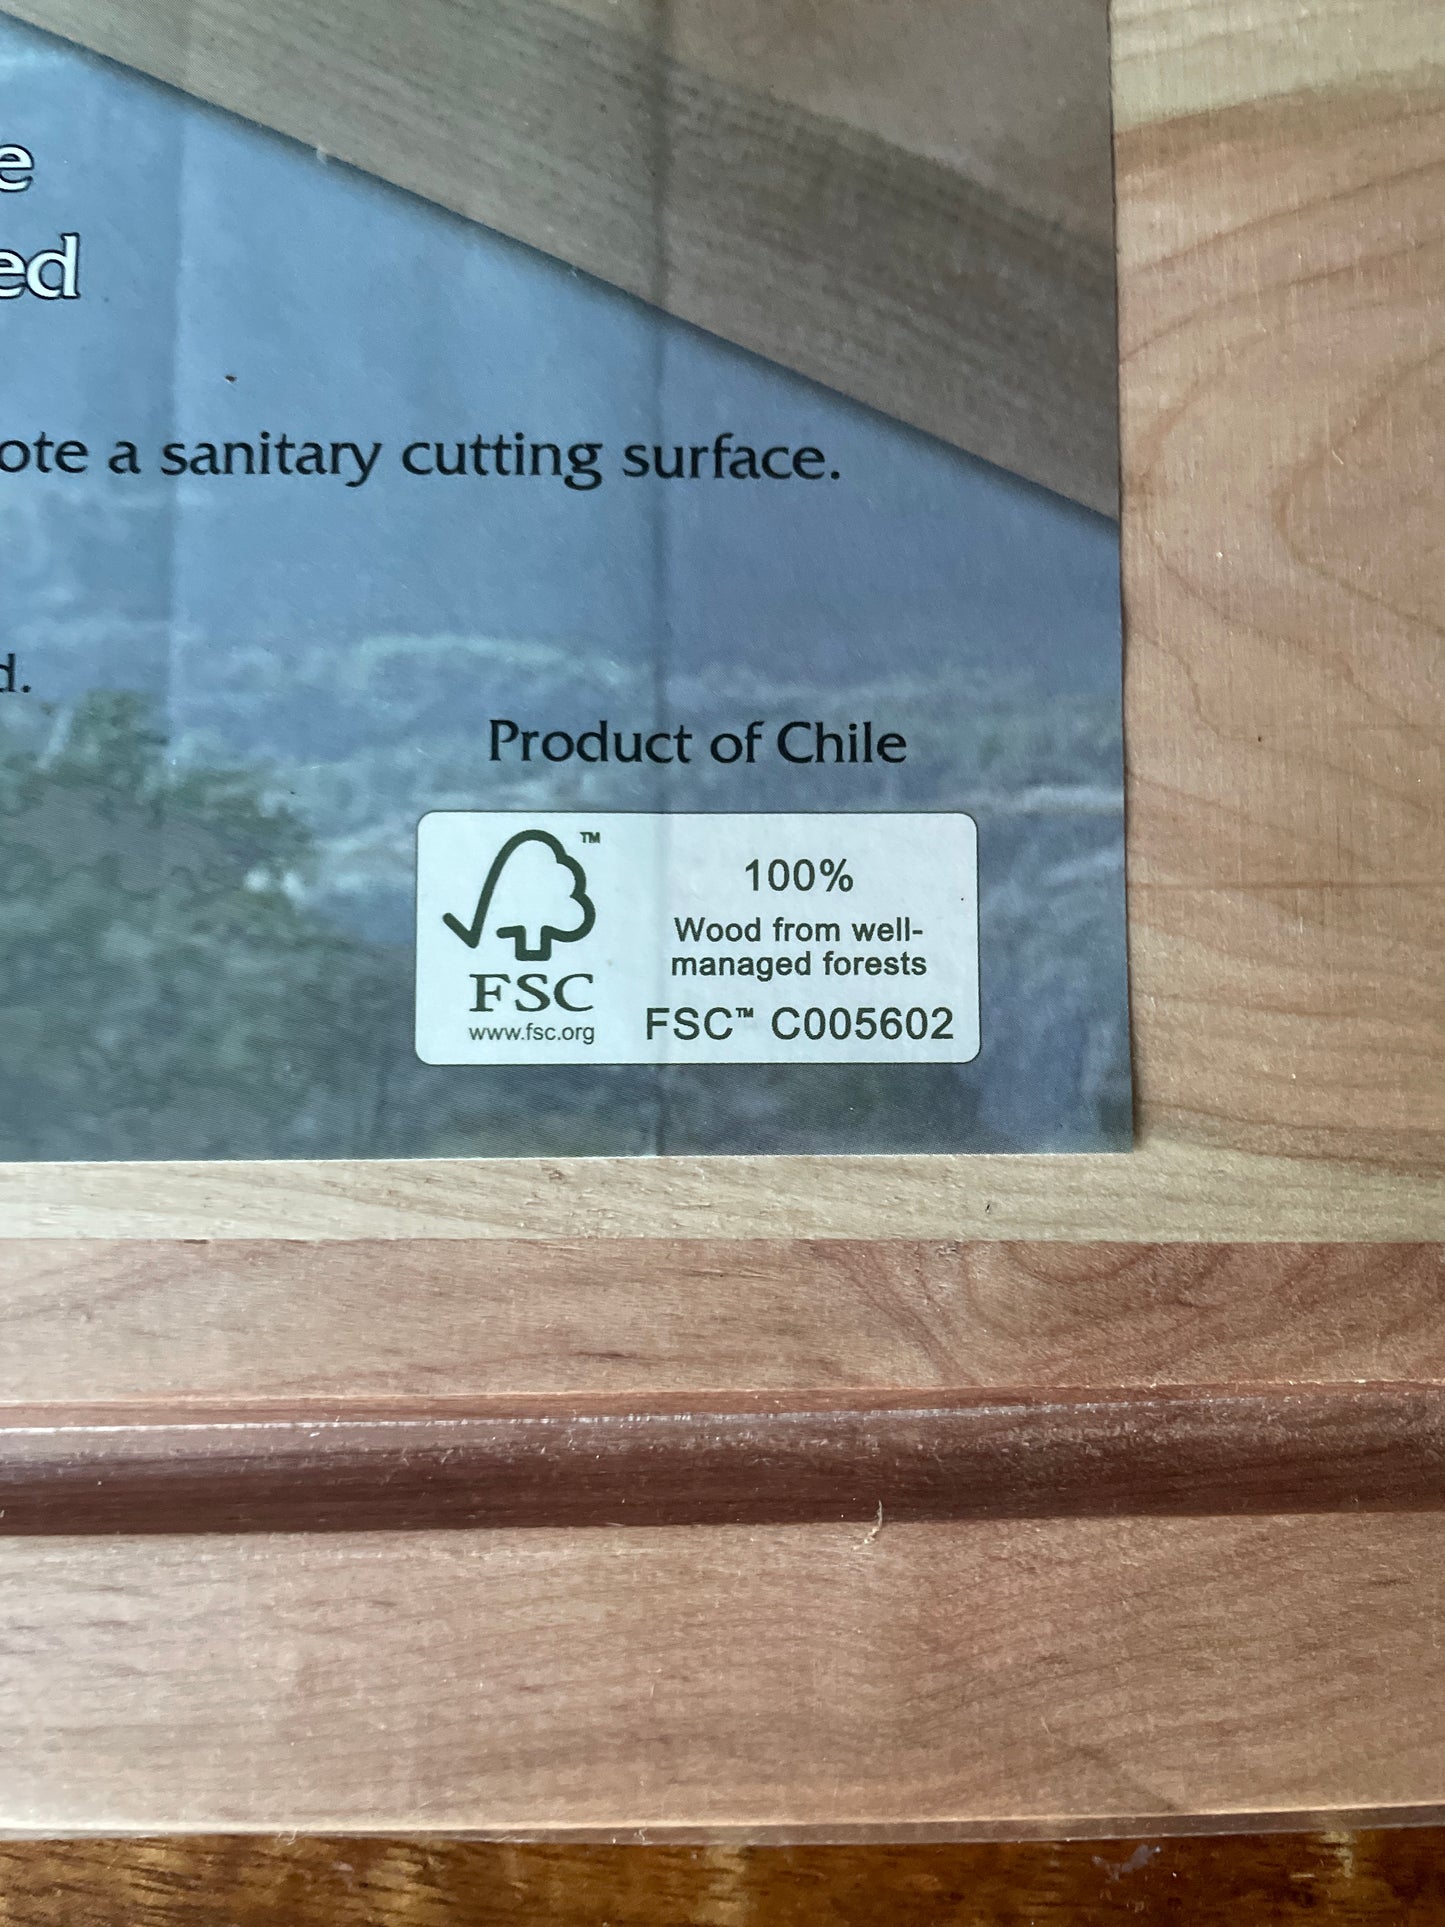 e
ed
ote a sanitary cutting surface.
d.
Product of Chile
™
100%
Wood from well-
managed forests
FSC
www.fsc.org
FSC™ C005602